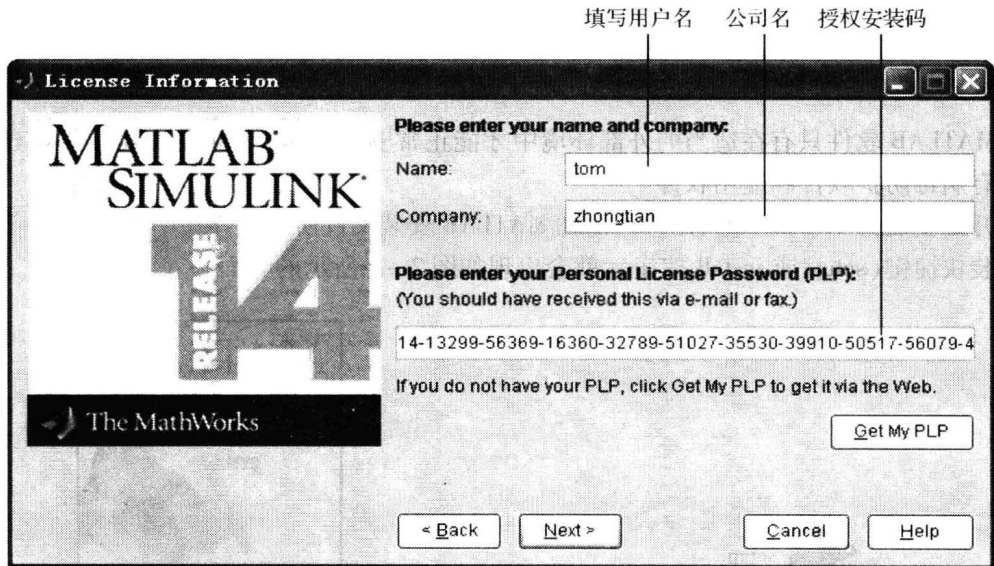 填写用户名 公司名 授权安装码
License Information
MATLAB
SIMULINK
RELEASE
14
The MathWorks
Please enter your name and company:
Name: tom
Company: zhongtian
Please enter your Personal License Password (PLP):
(You should have received this via e-mail or fax.)
14-13299-56369-16360-32789-51027-35530-39910-50517-56079-4
If you do not have your PLP, click Get My PLP to get it via the Web.
Get My PLP
< Back Next > Cancel Help